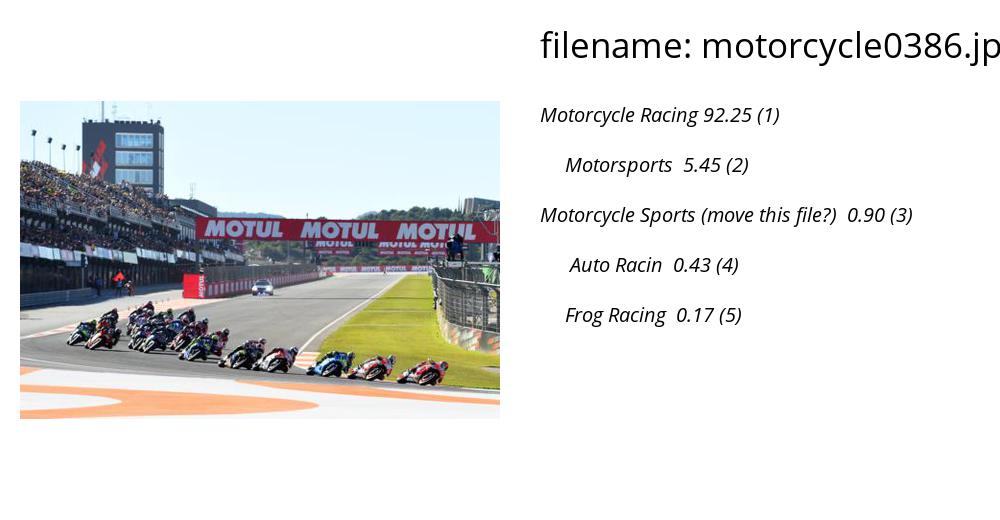 filename: motorcycle0386.jp
Motorcycle Racing 92.25 (1)
Motorsports 5.45 (2)
Motorcycle Sports (move this file?) 0.90 (3)
Auto Racin 0.43 (4)
Frog Racing 0.17 (5)
MOTUL MOTUL MOTUL
MOTUL MOTUL MOTUL
MOTUL